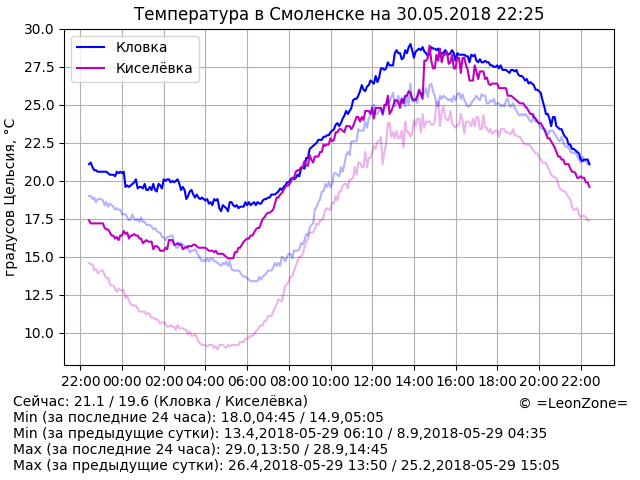 Температура в Смоленске на 30.05.2018 22:25
Кловка
Киселёвка
градусов Цельсия, °C
30.0
27.5
25.0
22.5
20.0
17.5
15.0
12.5
10.0
22:00 00:00 02:00 04:00 06:00 08:00 10:00 12:00 14:00 16:00 18:00 20:00 22:00
Сейчас: 21.1 / 19.6 (Кловка / Киселёвка)
© =LeonZone=
Min (за последние 24 часа): 18.0,04:45 / 14.9,05:05
Min (за предыдущие сутки): 13.4,2018-05-29 06:10 / 8.9,2018-05-29 04:35
Max (за последние 24 часа): 29.0,13:50 / 28.9,14:45
Max (за предыдущие сутки): 26.4,2018-05-29 13:50 / 25.2,2018-05-29 15:05